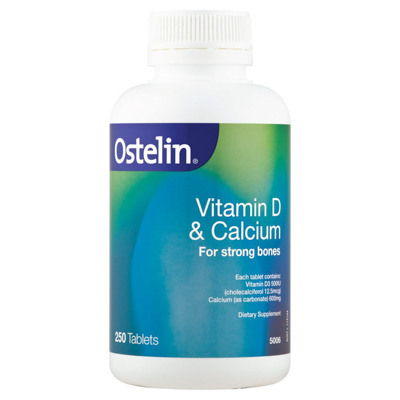 Ostelin®
Vitamin D
& Calcium
For strong bones
Each tablet contains:
Vitamin D3 500IU
(cholecalciferol 12.5mcg)
Calcium (as carbonate) 600mg
Dietary Supplement
250 Tablets
5006